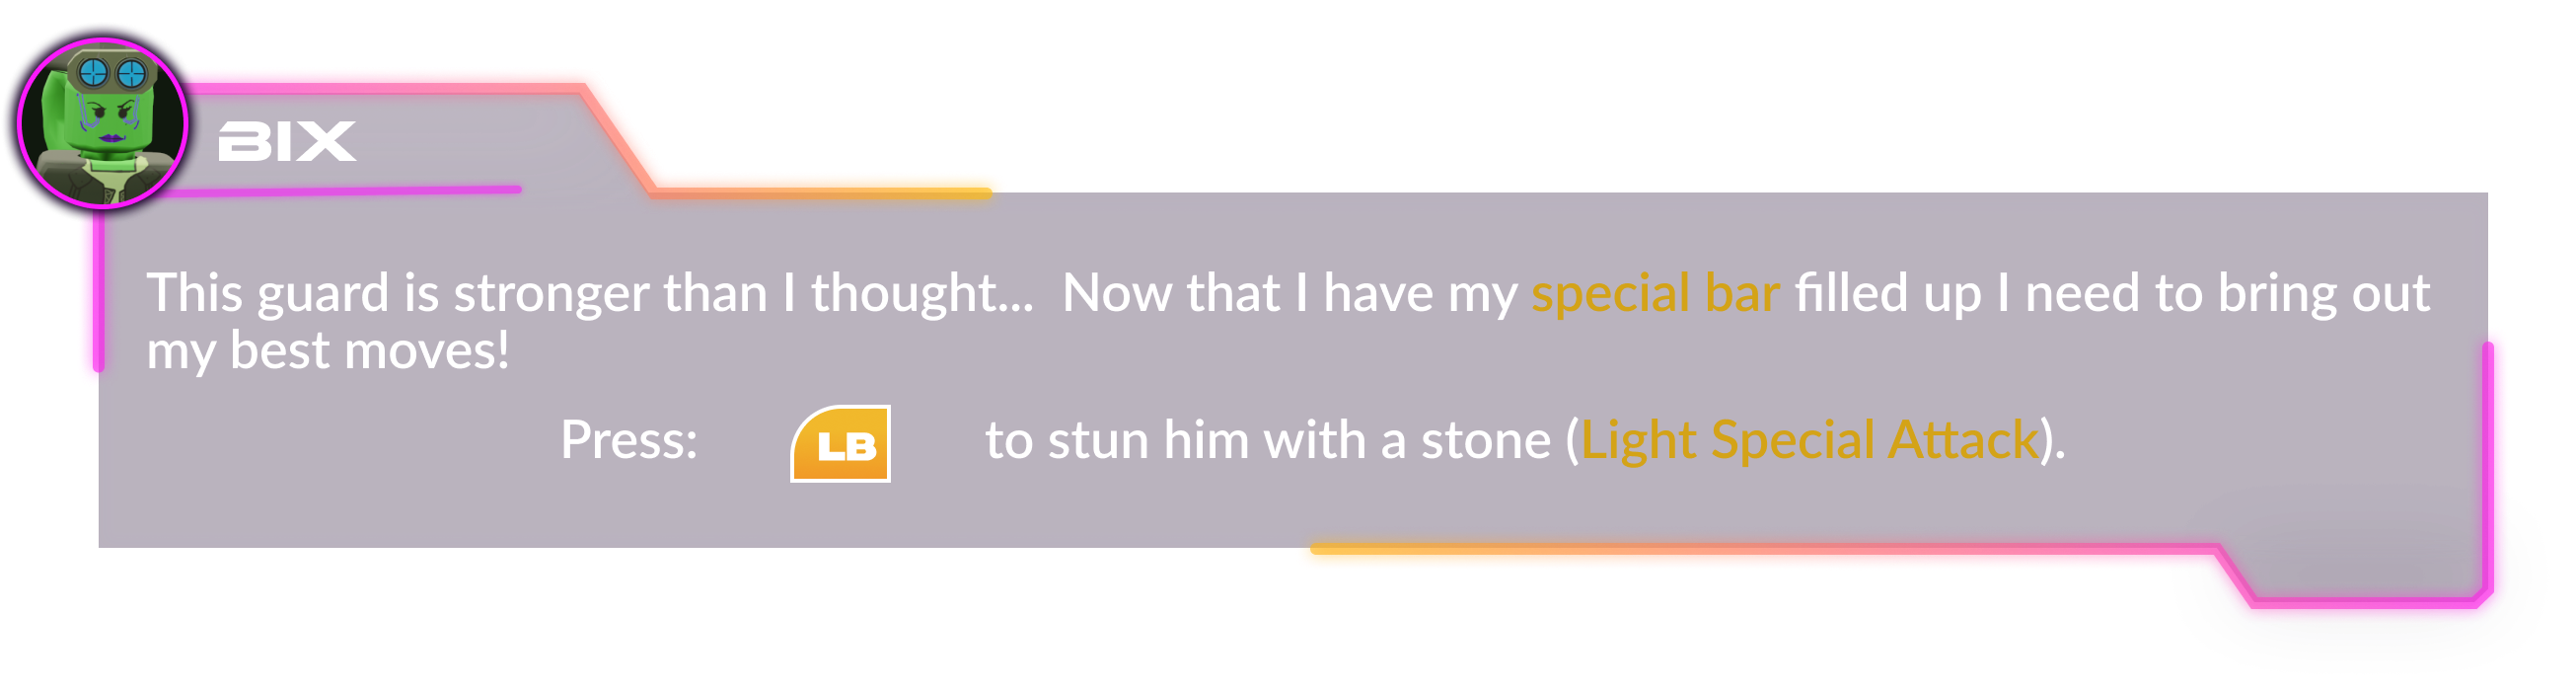 BIX
This guard is stronger than I thought...  Now that I have my special bar filled up I need to bring out
my best moves!
Press: LB to stun him with a stone (Light Special Attack).